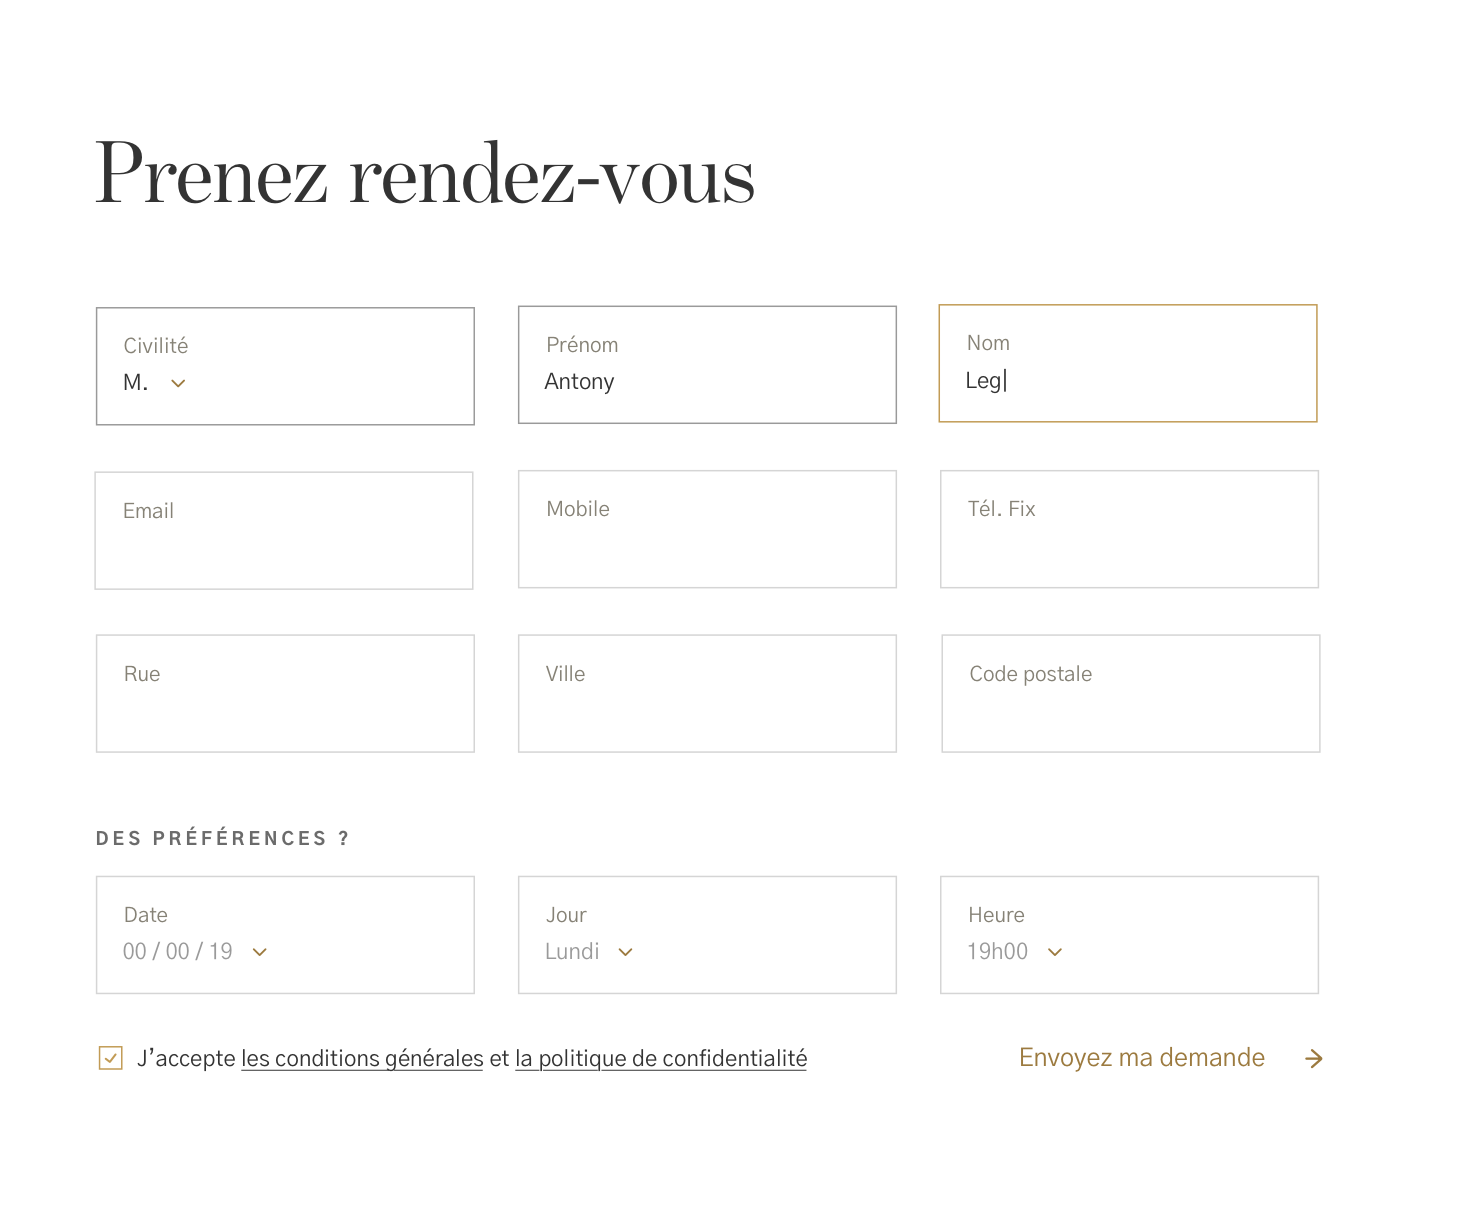 Prenez rendez-vous
Civilité
M.
Prénom
Antony
Nom
Leg
Email
Mobile
Tél. Fix
Rue
Ville
Code postale
DES PRÉFÉRENCES ?
Date
00 / 00 / 19
Jour
Lundi
Heure
19h00
J’accepte les conditions générales et la politique de confidentialité
Envoyez ma demande